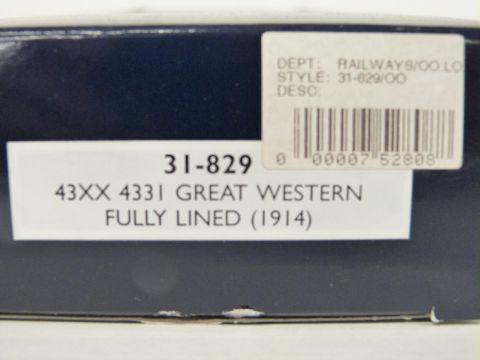 DEPT: RAILWAYS/OO.LO
STYLE: 31-829/OO
DESC:
0 00007 52808
31-829
43XX 4331 GREAT WESTERN
FULLY LINED (1914)